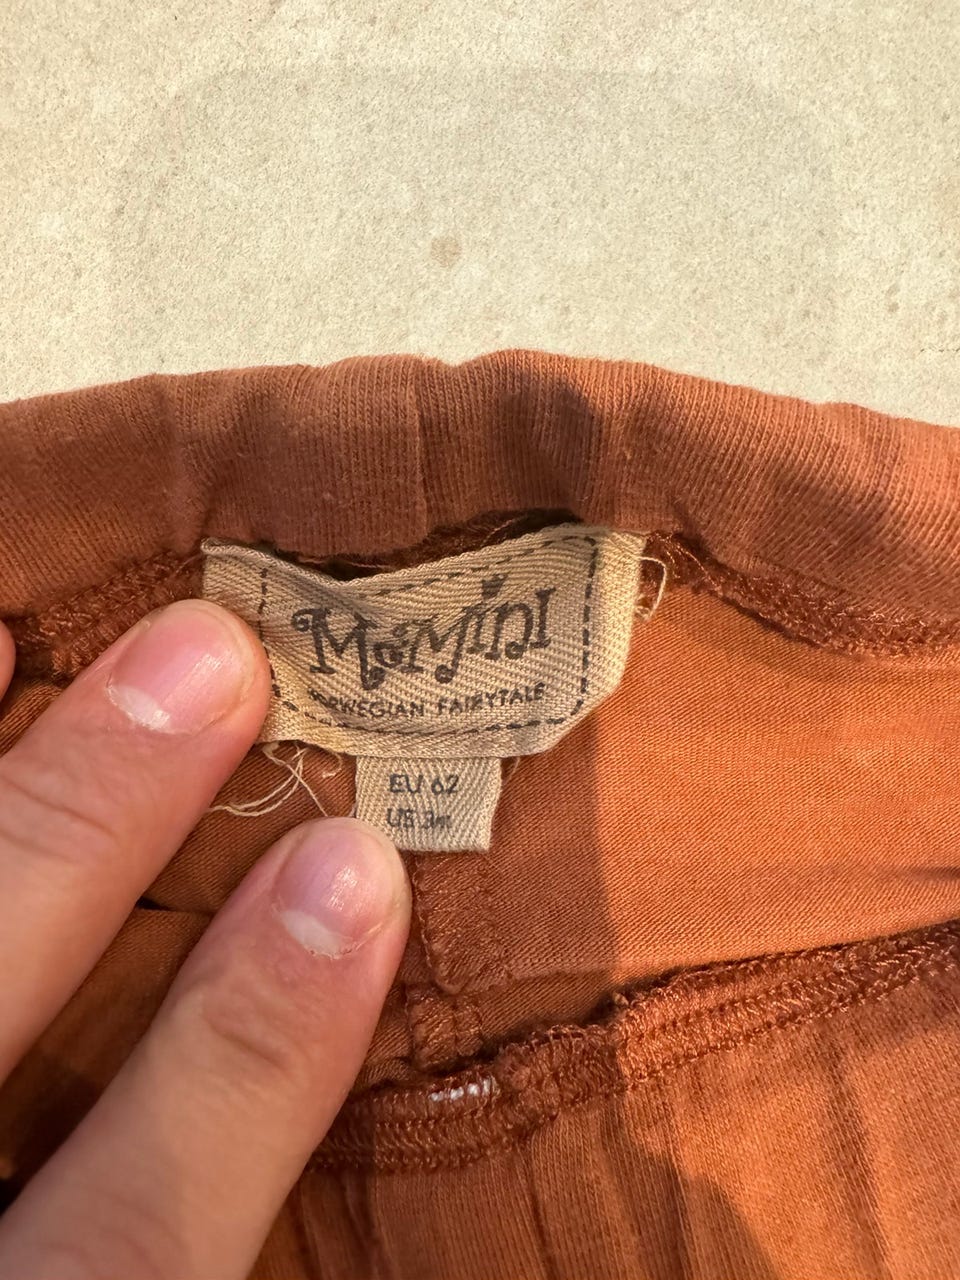 MeMini
NORWEGIAN FAIRYTALE
EU 62
US 3m